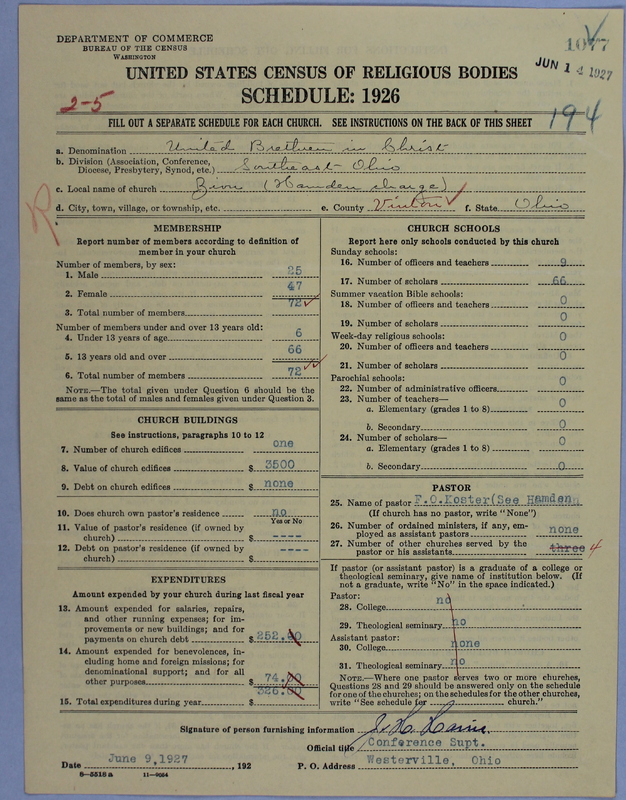 DEPARTMENT OF COMMERCE
BUREAU OF THE CENSUS
WASHINGTON
JUN 14 1927
UNITED STATES CENSUS OF RELIGIOUS BODIES
SCHEDULE: 1926
2-5
194
FILL OUT A SEPARATE SCHEDULE FOR EACH CHURCH. SEE INSTRUCTIONS ON THE BACK OF THIS SHEET
a. Denomination United Brethren in Christ
b. Division (Association, Conference, Diocese, Presbytery, Synod, etc.) Southeast Ohio
c. Local name of church Zion (Hamden charge)
d. City, town, village, or township, etc. e. County Vinton f. State Ohio
MEMBERSHIP
Report number of members according to definition of member in your church
Number of members, by sex:
1. Male 25
2. Female 47
3. Total number of members 72
Number of members under and over 13 years old:
4. Under 13 years of age 6
5. 13 years old and over 66
6. Total number of members 72
NOTE.—The total given under Question 6 should be the same as the total of males and females given under Question 3.
CHURCH BUILDINGS
See instructions, paragraphs 10 to 12
7. Number of church edifices one
8. Value of church edifices $ 3500
9. Debt on church edifices $ none
10. Does church own pastor's residence? no
Yes or No
11. Value of pastor's residence (if owned by church) $ ----
12. Debt on pastor's residence (if owned by church) $ ----
EXPENDITURES
Amount expended by your church during last fiscal year
13. Amount expended for salaries, repairs, and other running expenses; for improvements or new buildings; and for payments on church debt $ 252.00
14. Amount expended for benevolences, including home and foreign missions; for denominational support; and for all other purposes $ 74.00
15. Total expenditures during year $ 326.00
CHURCH SCHOOLS
Report here only schools conducted by this church
Sunday schools:
16. Number of officers and teachers 9
17. Number of scholars 66
Summer vacation Bible schools:
18. Number of officers and teachers 0
19. Number of scholars 0
Week-day religious schools:
20. Number of officers and teachers 0
21. Number of scholars 0
Parochial schools:
22. Number of administrative officers 0
23. Number of teachers—
a. Elementary (grades 1 to 8) 0
b. Secondary 0
24. Number of scholars—
a. Elementary (grades 1 to 8) 0
b. Secondary 0
PASTOR
25. Name of pastor F.O.Koster(See Hamden
(If church has no pastor, write "None")
26. Number of ordained ministers, if any, employed as assistant pastors none
27. Number of other churches served by the pastor or his assistants three 4
If pastor (or assistant pastor) is a graduate of a college or theological seminary, give name of institution below. (If not a graduate, write "No" in the space indicated.)
Pastor:
28. College no
29. Theological seminary no
Assistant pastor:
30. College none
31. Theological seminary no
NOTE.—Where one pastor serves two or more churches, Questions 28 and 29 should be answered only on the schedule for one of the churches; on the schedules for the other churches, write "See schedule for church."
Signature of person furnishing information
Official title Conference Supt.
Date June 9,1927, 192 P. O. Address Westerville, Ohio
8—5518 a 11—9054